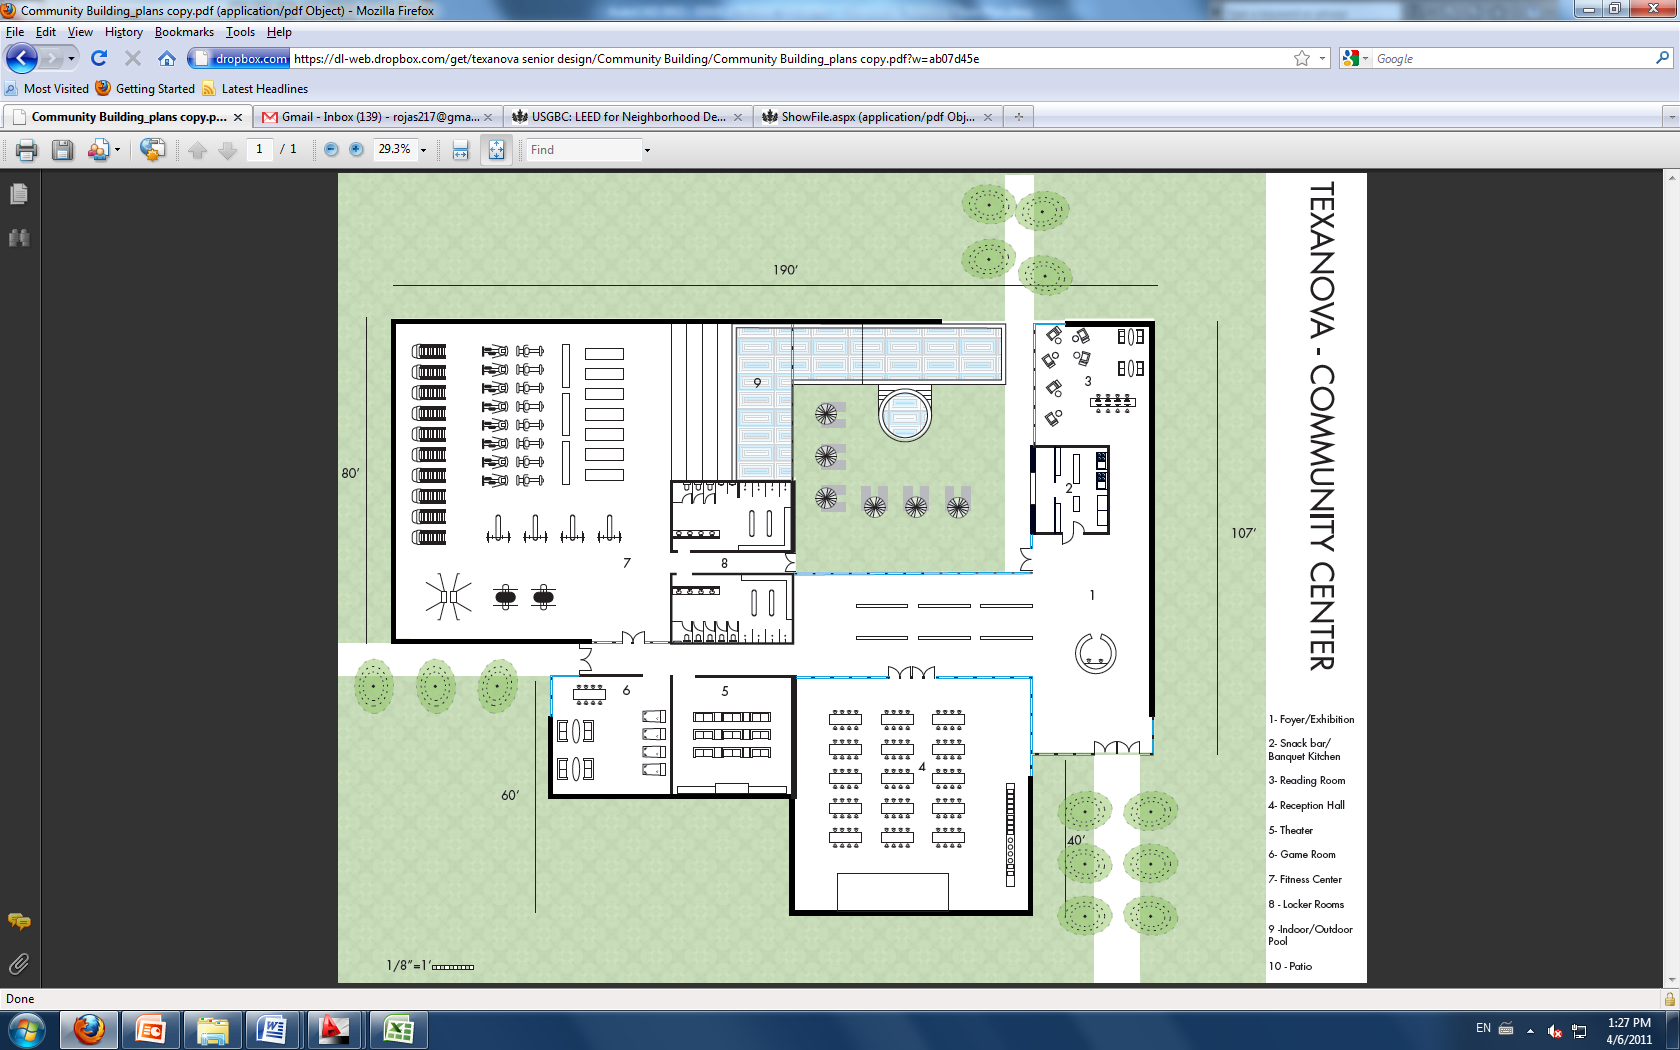 Community Building_plans copy.pdf (application/pdf Object) - Mozilla Firefox
File Edit View History Bookmarks Tools Help
dropbox.com https://dl-web.dropbox.com/get/texanova senior design/Community Building/Community Building_plans copy.pdf?w=ab07d45e
Google
Most Visited Getting Started Latest Headlines
Community Building_plans copy.p... Gmail - Inbox (139) - rojas217@gma... USGBC: LEED for Neighborhood De... ShowFile.aspx (application/pdf Obj...
1 / 1 29.3% Find
TEXANOVA - COMMUNITY CENTER
190'
80'
107'
60'
40'
9
3
2
7
8
1
6
5
4
1/8"=1'
1- Foyer/Exhibition
2- Snack bar/
Banquet Kitchen
3- Reading Room
4- Reception Hall
5- Theater
6- Game Room
7- Fitness Center
8 - Locker Rooms
9 -Indoor/Outdoor
Pool
10 - Patio
Done
EN
1:27 PM
4/6/2011